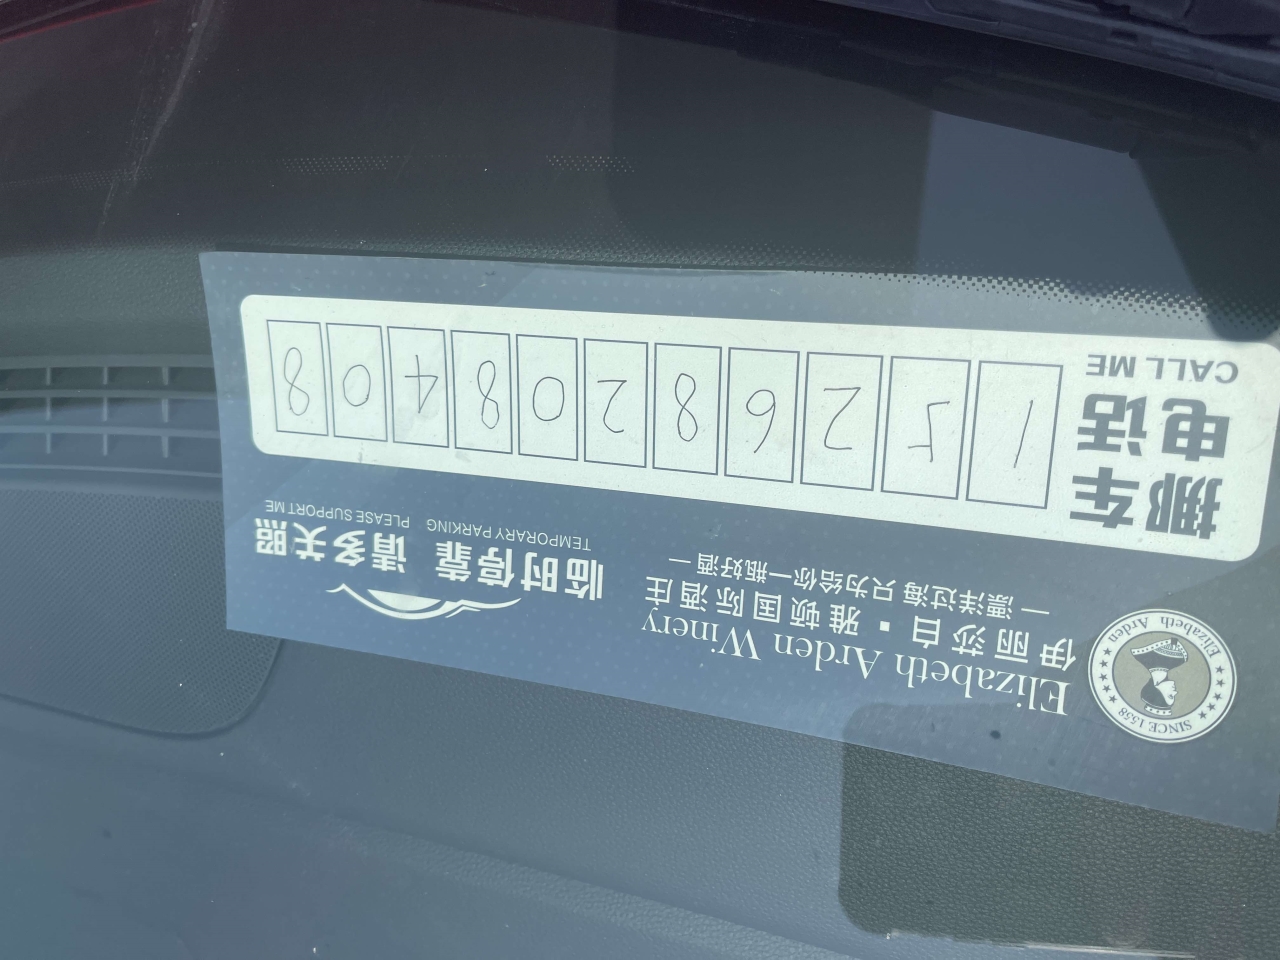 Elizabeth Arden
SINCE 1558
Elizabeth Arden Winery
伊丽莎白·雅顿国际酒庄
— 漂洋过海只为给你一瓶好酒 —
临时停靠 请多关照
TEMPORARY PARKING PLEASE SUPPORT ME
挪车电话
CALL ME
15268208408